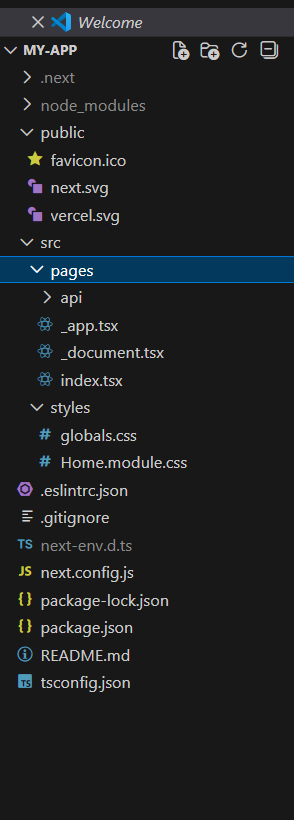 Welcome
MY-APP
.next
node_modules
public
favicon.ico
next.svg
vercel.svg
src
pages
api
_app.tsx
_document.tsx
index.tsx
styles
# globals.css
# Home.module.css
.eslintrc.json
.gitignore
TS next-env.d.ts
JS next.config.js
{} package-lock.json
{} package.json
README.md
TS tsconfig.json